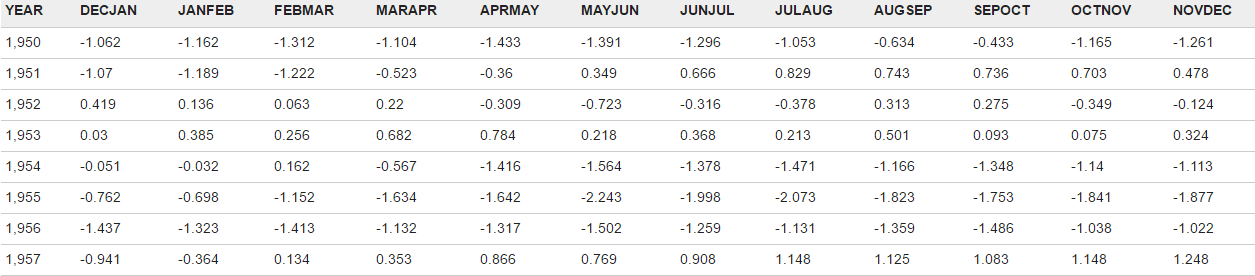 YEAR DECJAN JANFEB FEBMAR MARAPR APRMAY MAYJUN JUNJUL JULAUG AUGSEP SEPOCT OCTNOV NOVDEC
1,950 -1.062 -1.162 -1.312 -1.104 -1.433 -1.391 -1.296 -1.053 -0.634 -0.433 -1.165 -1.261
1,951 -1.07 -1.189 -1.222 -0.523 -0.36 0.349 0.666 0.829 0.743 0.736 0.703 0.478
1,952 0.419 0.136 0.063 0.22 -0.309 -0.723 -0.316 -0.378 0.313 0.275 -0.349 -0.124
1,953 0.03 0.385 0.256 0.682 0.784 0.218 0.368 0.213 0.501 0.093 0.075 0.324
1,954 -0.051 -0.032 0.162 -0.567 -1.416 -1.564 -1.378 -1.471 -1.166 -1.348 -1.14 -1.113
1,955 -0.762 -0.698 -1.152 -1.634 -1.642 -2.243 -1.998 -2.073 -1.823 -1.753 -1.841 -1.877
1,956 -1.437 -1.323 -1.413 -1.132 -1.317 -1.502 -1.259 -1.131 -1.359 -1.486 -1.038 -1.022
1,957 -0.941 -0.364 0.134 0.353 0.866 0.769 0.908 1.148 1.125 1.083 1.148 1.248